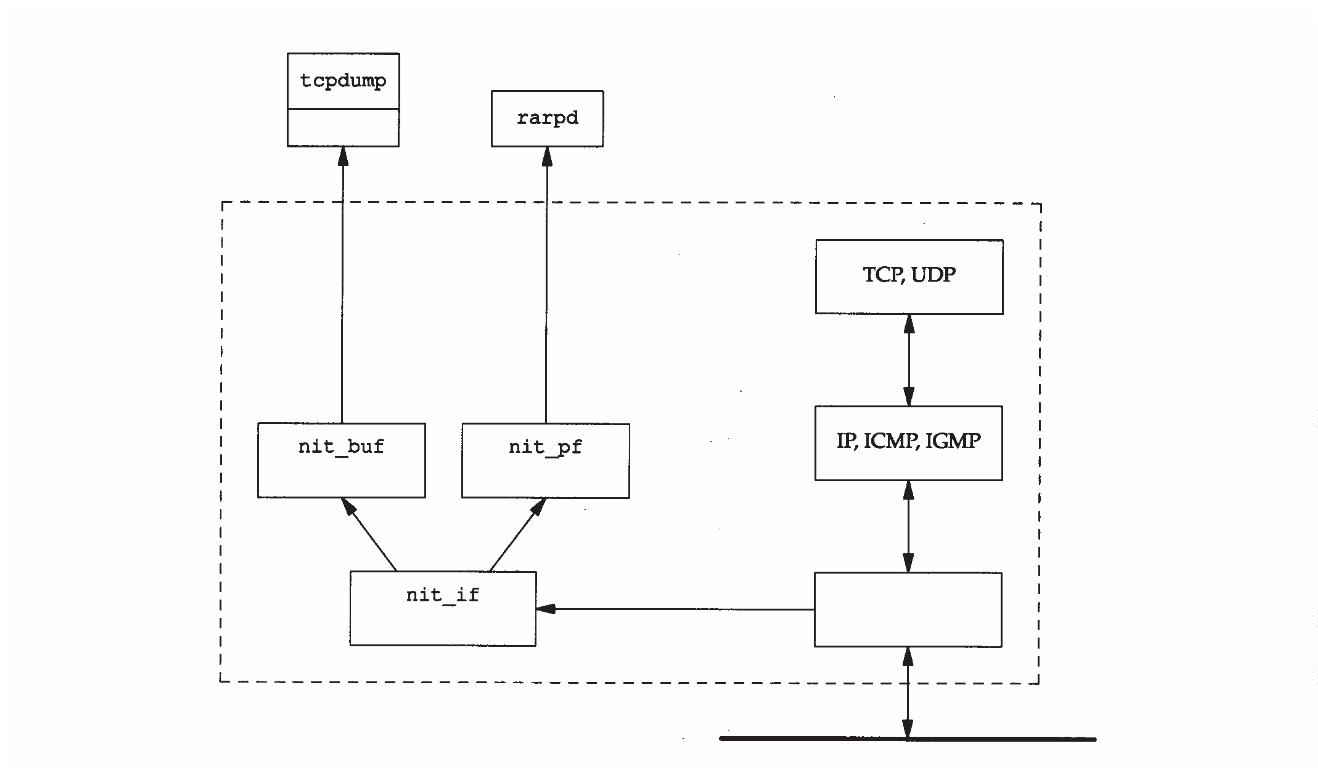 tcpdump
rarpd
TCP, UDP
nit_buf
nit_pf
IP, ICMP, IGMP
nit_if